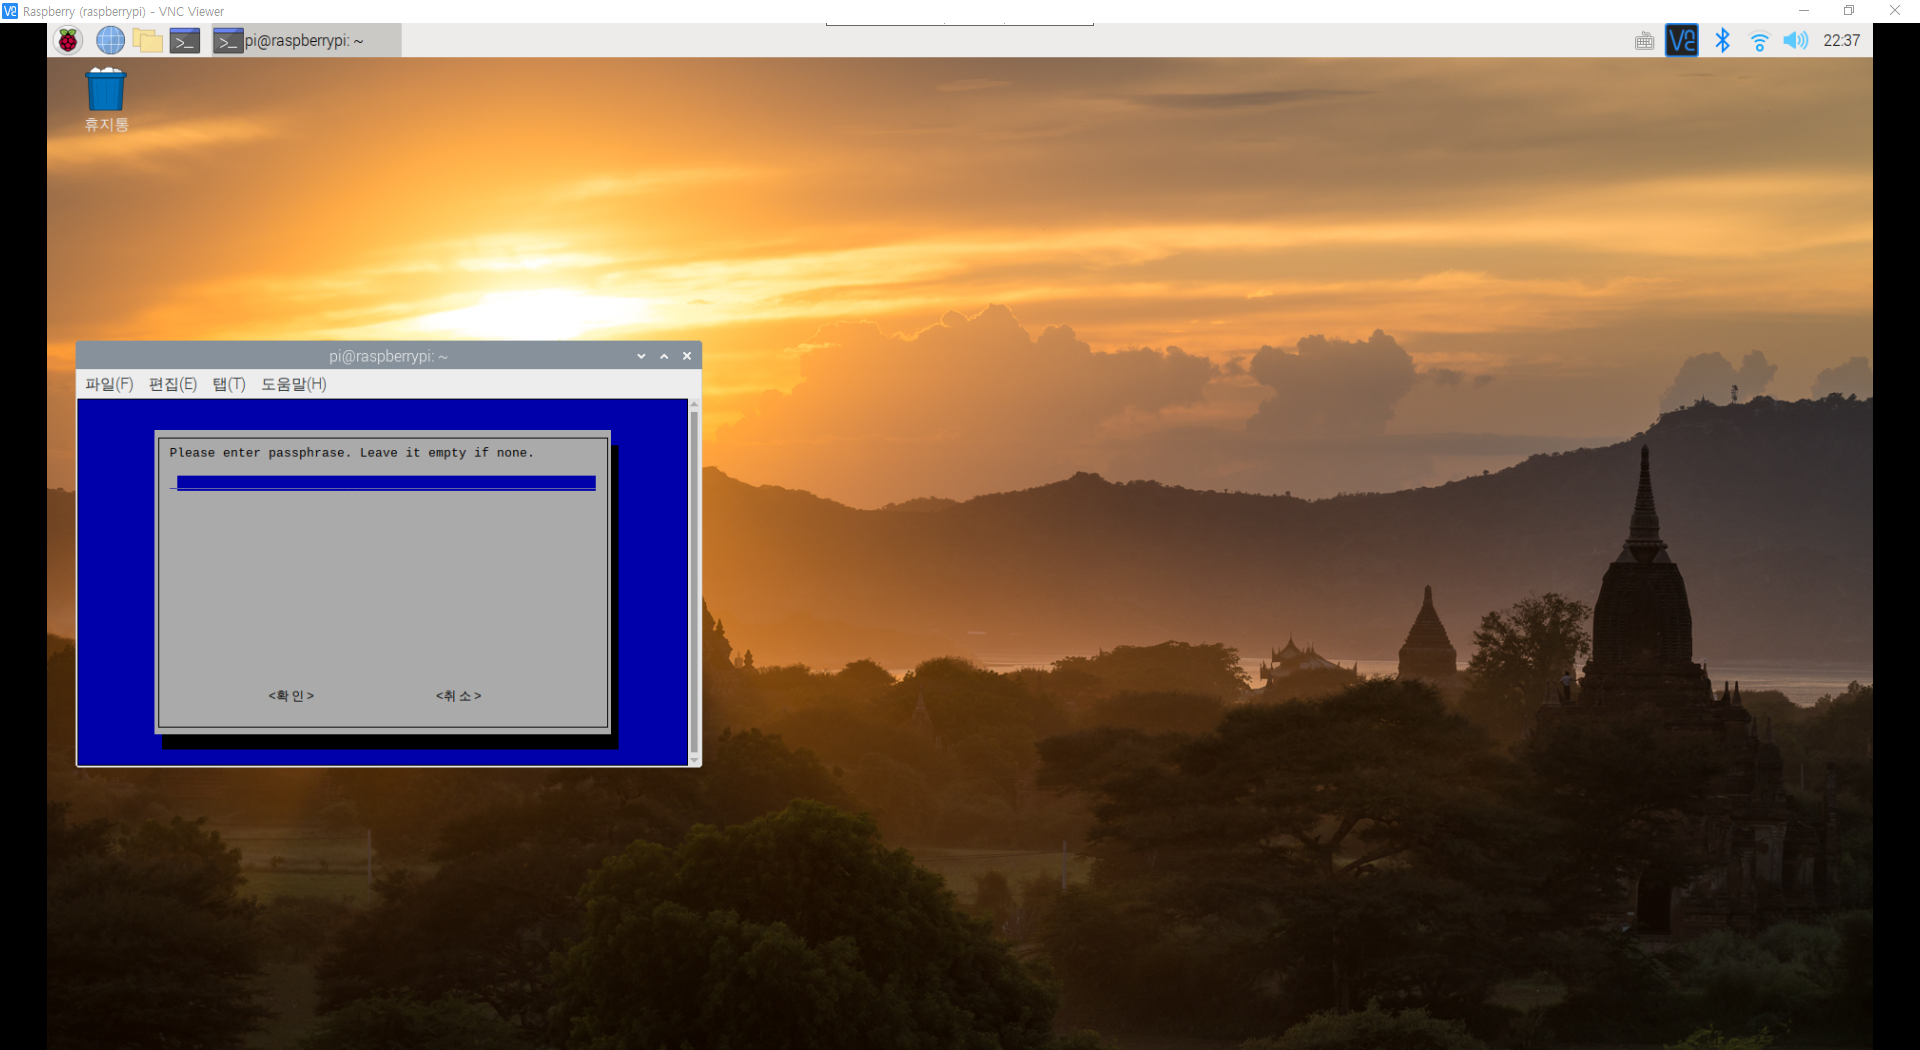 Raspberry (raspberrypi) - VNC Viewer
pi@raspberrypi: ~
22:37
휴지통
pi@raspberrypi: ~
파일(F) 편집(E) 탭(T) 도움말(H)
Please enter passphrase. Leave it empty if none.
<확인> <취소>